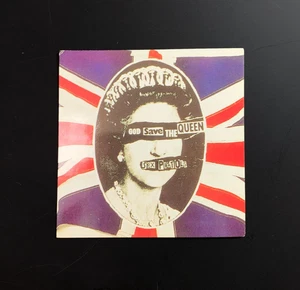 GOD Save THE QUEEN
SEX PISTOLS